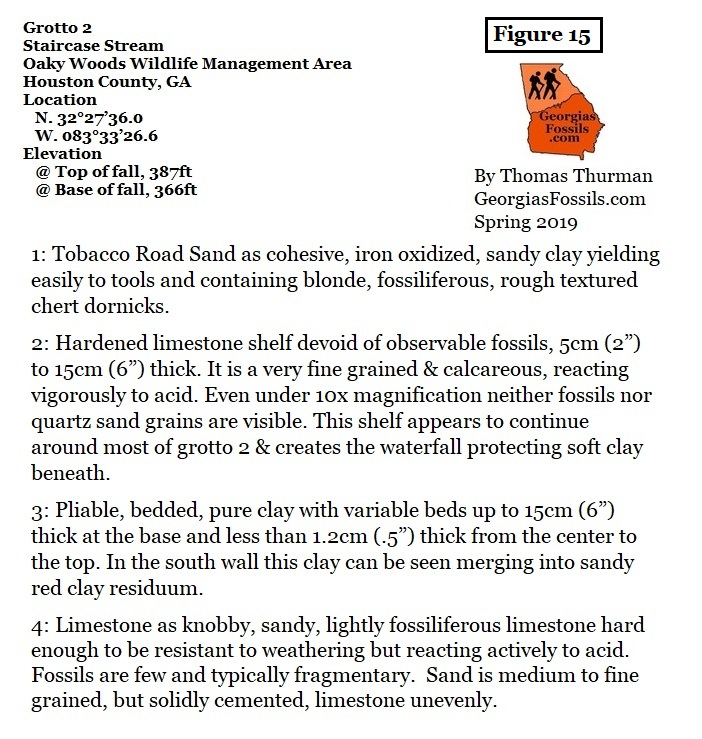 Grotto 2
Staircase Stream
Oaky Woods Wildlife Management Area
Houston County, GA
Location
N. 32°27’36.0
W. 083°33’26.6
Elevation
@ Top of fall, 387ft
@ Base of fall, 366ft
Figure 15
Georgias
Fossils
.com
By Thomas Thurman
GeorgiasFossils.com
Spring 2019
1: Tobacco Road Sand as cohesive, iron oxidized, sandy clay yielding
easily to tools and containing blonde, fossiliferous, rough textured
chert dornicks.
2: Hardened limestone shelf devoid of observable fossils, 5cm (2”)
to 15cm (6”) thick. It is a very fine grained & calcareous, reacting
vigorously to acid. Even under 10x magnification neither fossils nor
quartz sand grains are visible. This shelf appears to continue
around most of grotto 2 & creates the waterfall protecting soft clay
beneath.
3: Pliable, bedded, pure clay with variable beds up to 15cm (6”)
thick at the base and less than 1.2cm (.5”) thick from the center to
the top. In the south wall this clay can be seen merging into sandy
red clay residuum.
4: Limestone as knobby, sandy, lightly fossiliferous limestone hard
enough to be resistant to weathering but reacting actively to acid.
Fossils are few and typically fragmentary. Sand is medium to fine
grained, but solidly cemented, limestone unevenly.